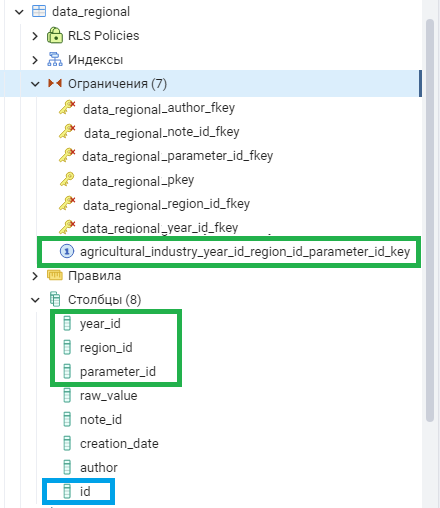 data_regional
RLS Policies
Индексы
Ограничения (7)
data_regional_author_fkey
data_regional_note_id_fkey
data_regional_parameter_id_fkey
data_regional_pkey
data_regional_region_id_fkey
data_regional_year_id_fkey
1 agricultural_industry_year_id_region_id_parameter_id_key
Правила
Столбцы (8)
year_id
region_id
parameter_id
raw_value
note_id
creation_date
author
id